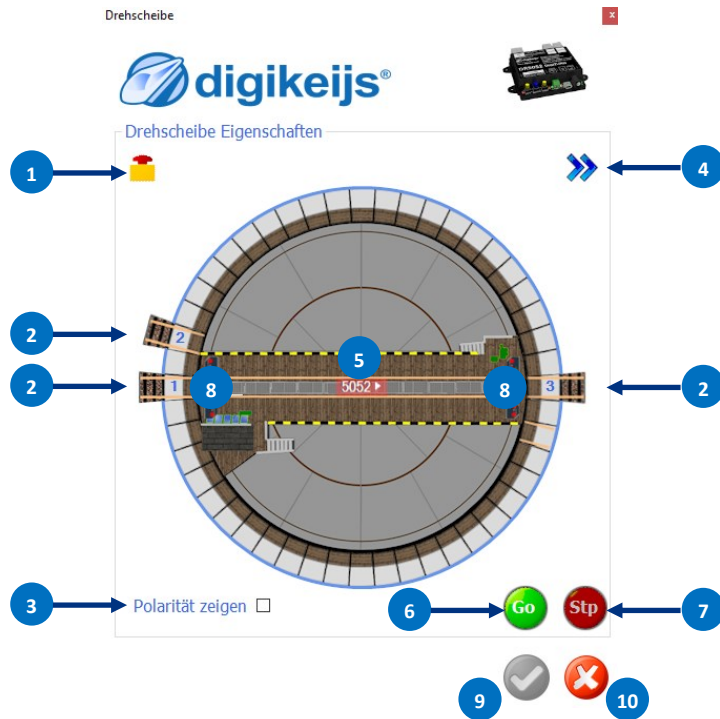 Drehscheibe
x
digikeijs®
Drehscheibe Eigenschaften
1
4
2
2
5
2
1
8
5052
8
3
2
3
Polarität zeigen
6
Go
Stp
7
9
10